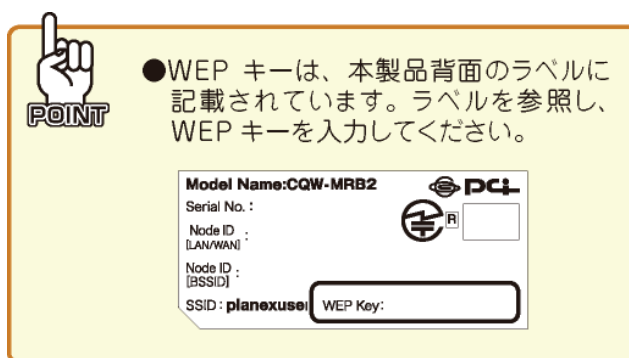 POINT
●WEP キーは、本製品背面のラベルに
記載されています。ラベルを参照し、
WEP キーを入力してください。
Model Name:CQW-MRB2
PCi
Serial No. :
R
Node ID :
[LAN/WAN]
Node ID :
[BSSID]
SSID : planexuser
WEP Key: